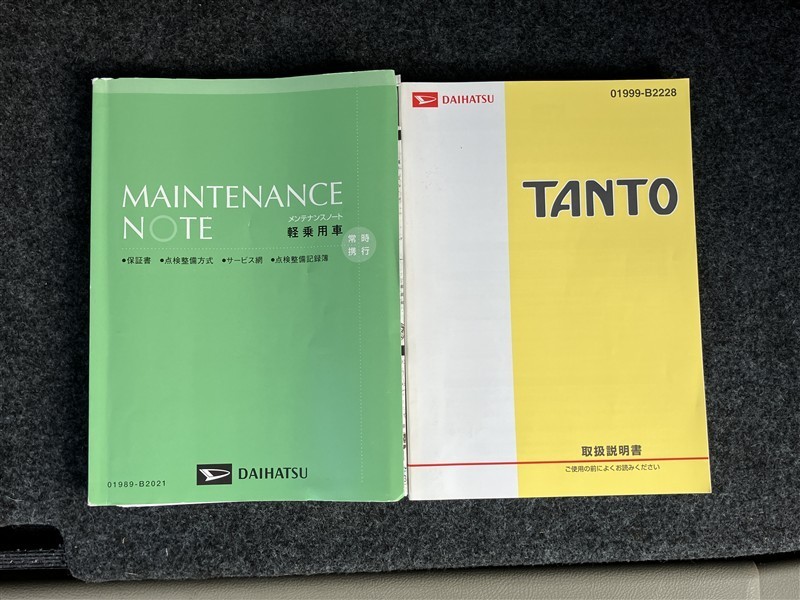 MAINTENANCE
NOTE
メンテナンスノート
軽乗用車
常時
携行
●保証書 ●点検整備方式 ●サービス網 ●点検整備記録簿
01989-B2021
DAIHATSU
DAIHATSU
01999-B2228
TANTO
取扱説明書
ご使用の前によくお読みください